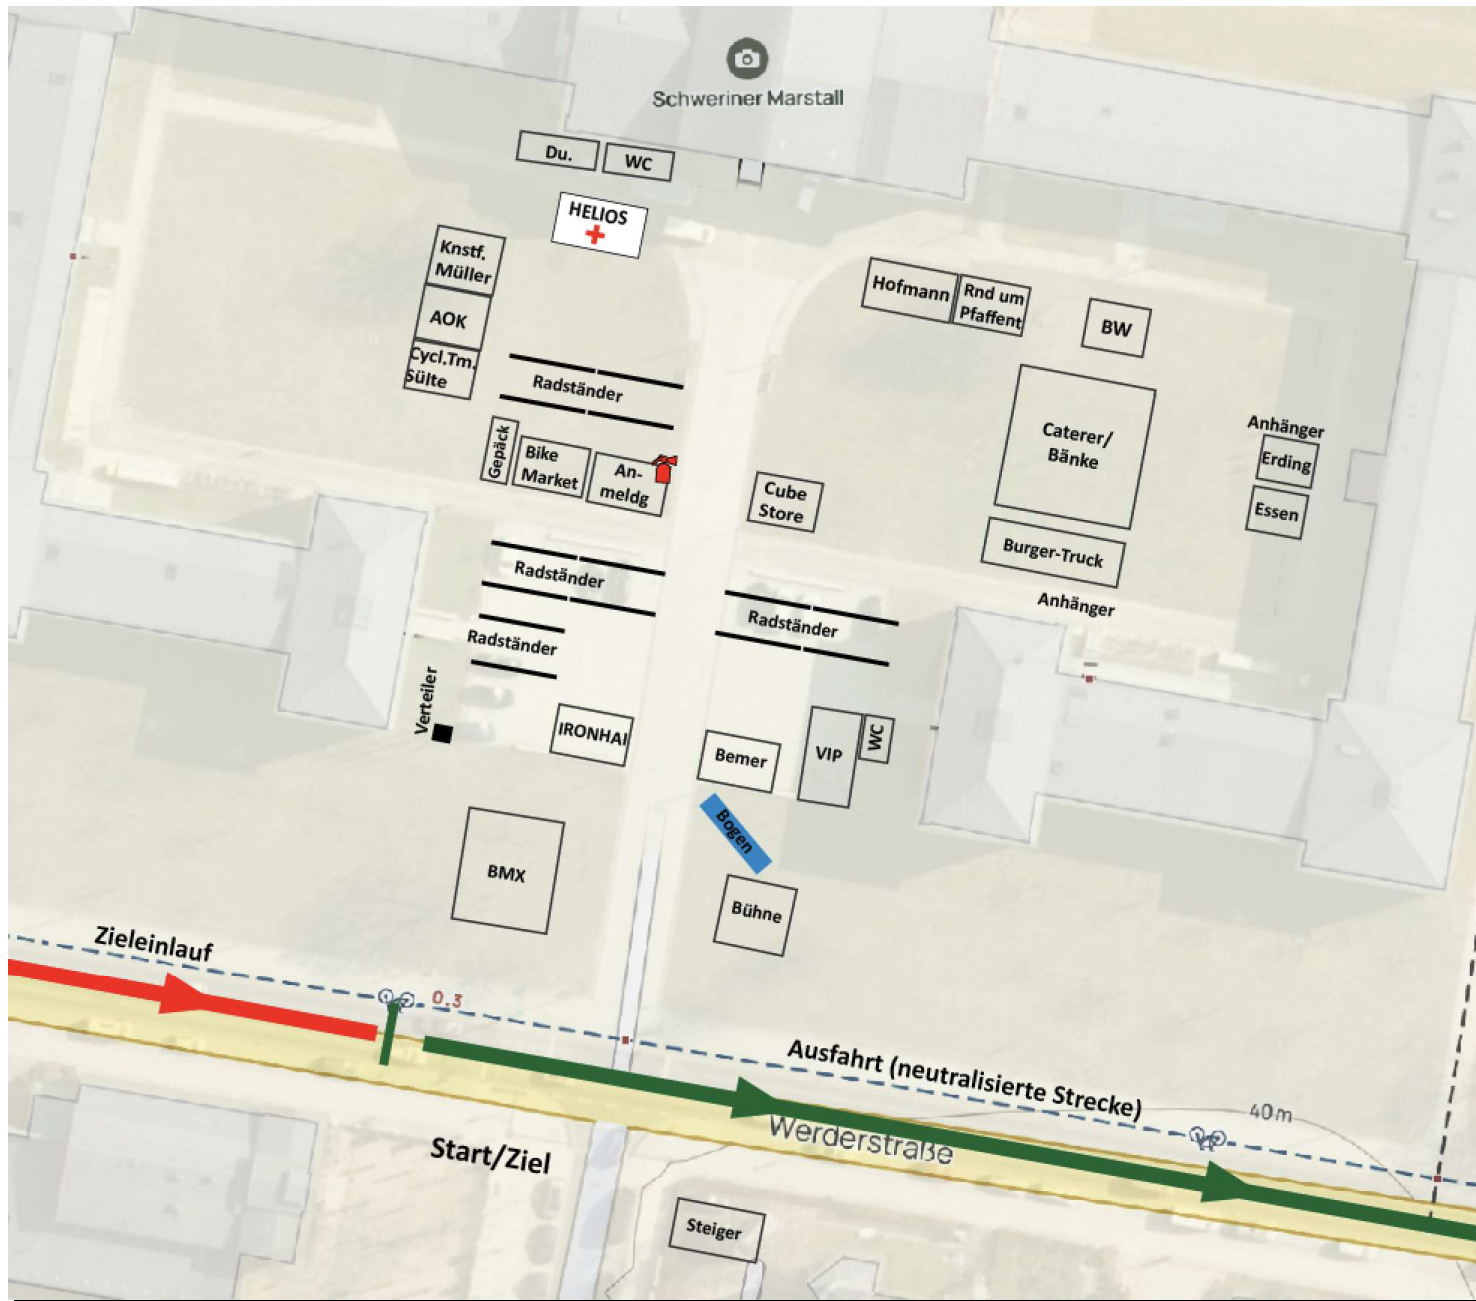 Schweriner Marstall
Du.
WC
HELIOS
Knstf.
Müller
AOK
Cycl.Tm.
Sülte
Hofmann
Rnd um
Pfaffent
BW
Radständer
Caterer/
Bänke
Anhänger
Erding
Essen
Gepäck
Bike
Market
An-
meldg
Cube
Store
Burger-Truck
Anhänger
Radständer
Radständer
Radständer
Verteiler
IRONHAI
Bemer
VIP
WC
Bogen
BMX
Bühne
Zieleinlauf
0.3
Ausfahrt (neutralisierte Strecke)
40 m
Werderstraße
Start/Ziel
Steiger